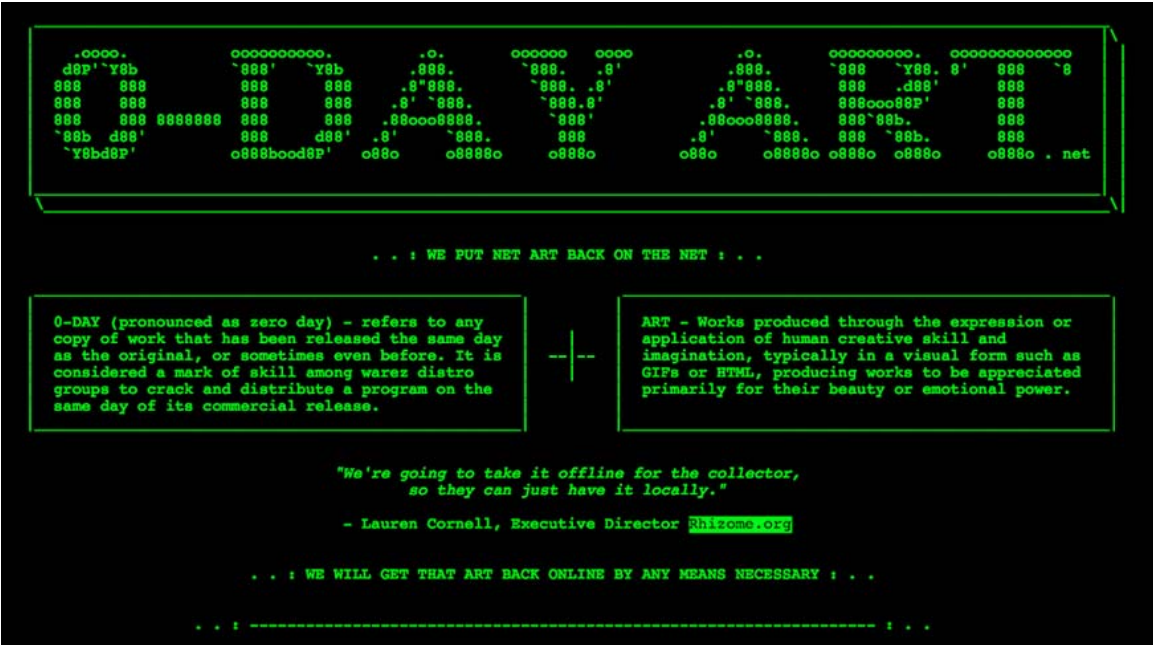 0-DAY ART . net
. . : WE PUT NET ART BACK ON THE NET : . .
0-DAY (pronounced as zero day) - refers to any
copy of work that has been released the same day
as the original, or sometimes even before. It is
considered a mark of skill among warez distro
groups to crack and distribute a program on the
same day of its commercial release.
ART - Works produced through the expression or
application of human creative skill and
imagination, typically in a visual form such as
GIFs or HTML, producing works to be appreciated
primarily for their beauty or emotional power.
"We're going to take it offline for the collector,
so they can just have it locally."
- Lauren Cornell, Executive Director Rhizome.org
. . : WE WILL GET THAT ART BACK ONLINE BY ANY MEANS NECESSARY : . .